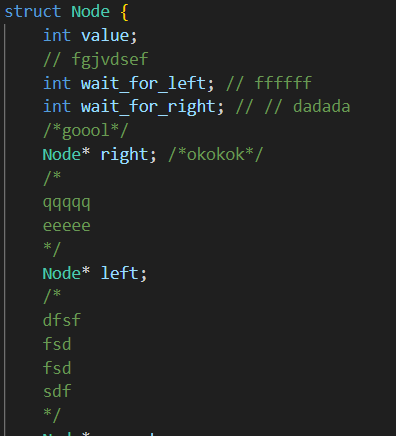 struct Node {
int value;
// fgjvdsef
int wait_for_left; // ffffff
int wait_for_right; // // dadada
/*goool*/
Node* right; /*okokok*/
/*
qqqqq
eeeee
*/
Node* left;
/*
dfsf
fsd
fsd
sdf
*/